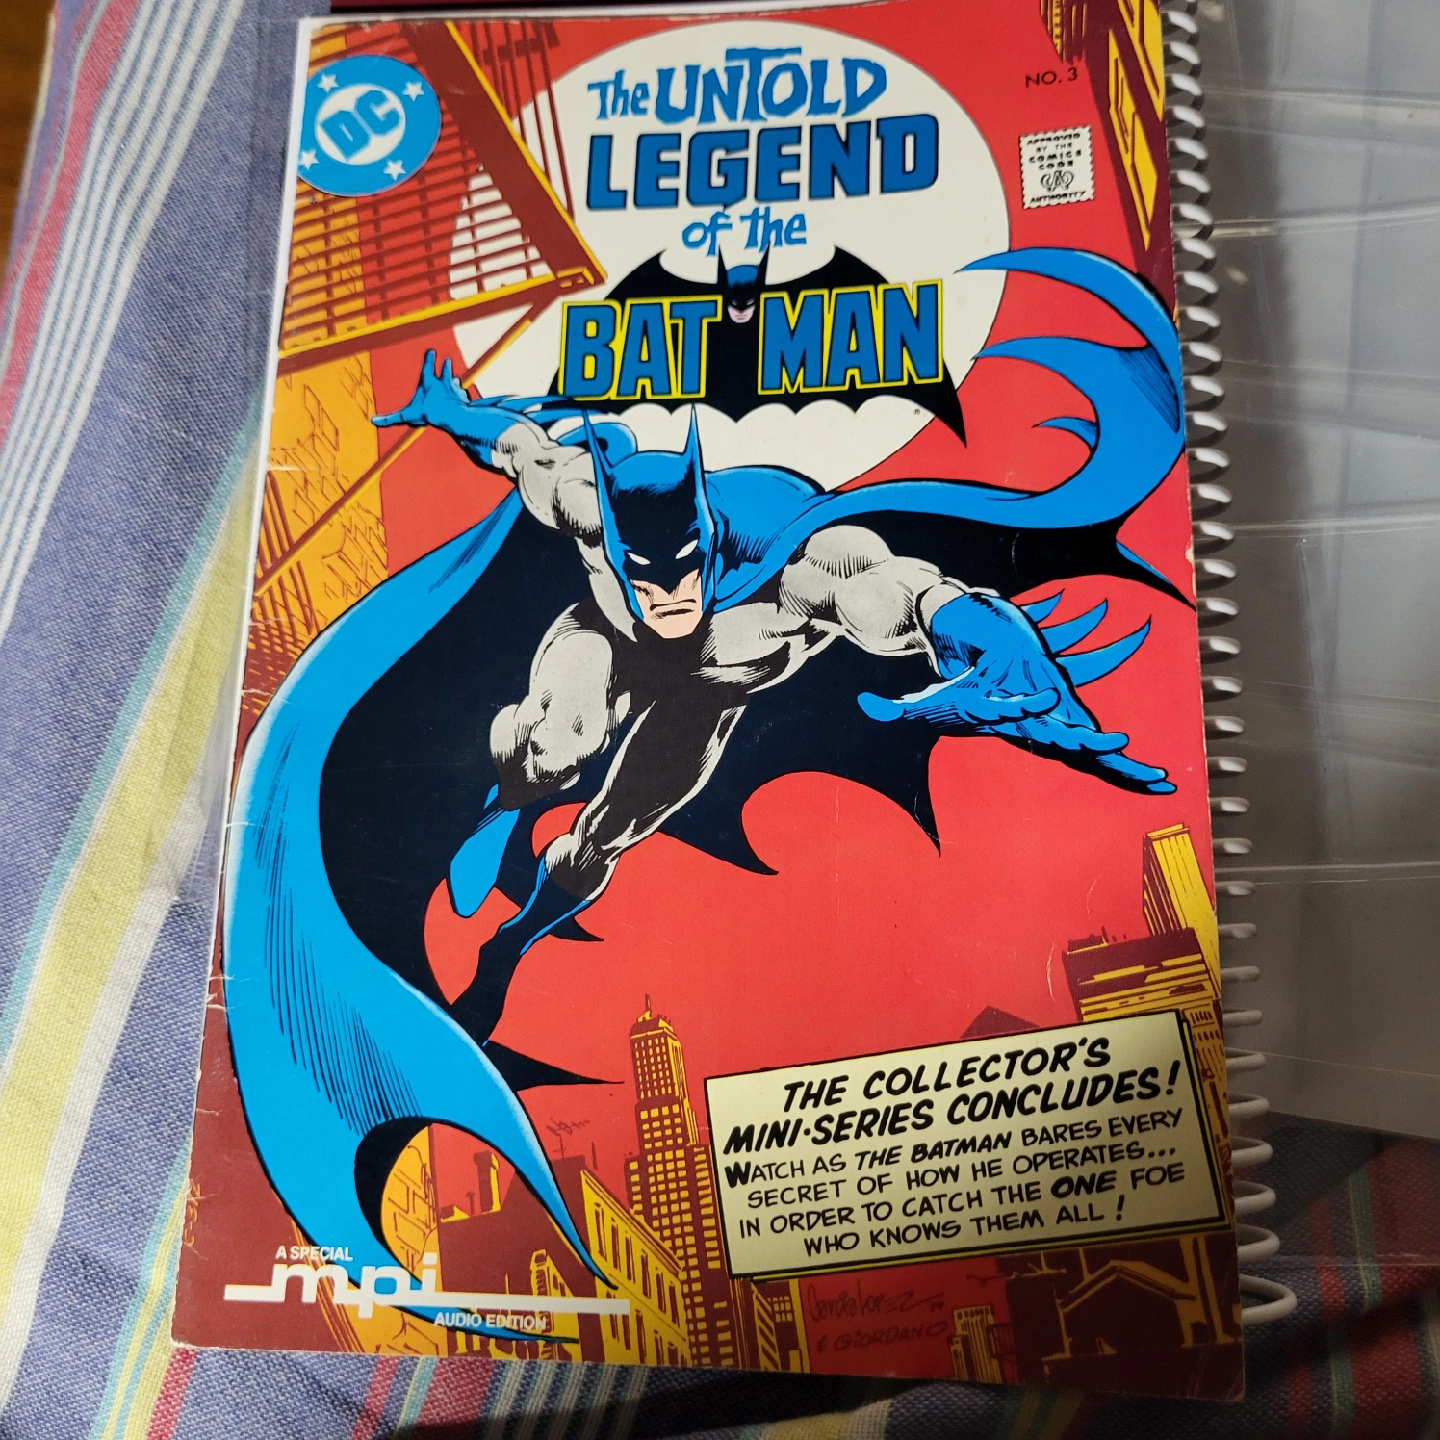 DC
The UNTOLD
LEGEND
of the
BATMAN
NO. 3
APPROVED
BY THE
COMICS
CODE
CA
AUTHORITY
THE COLLECTOR'S
MINI-SERIES CONCLUDES!
WATCH AS THE BATMAN BARES EVERY
SECRET OF HOW HE OPERATES...
IN ORDER TO CATCH THE ONE FOE
WHO KNOWS THEM ALL!
A SPECIAL
mpi
AUDIO EDITION
& GIORDANO